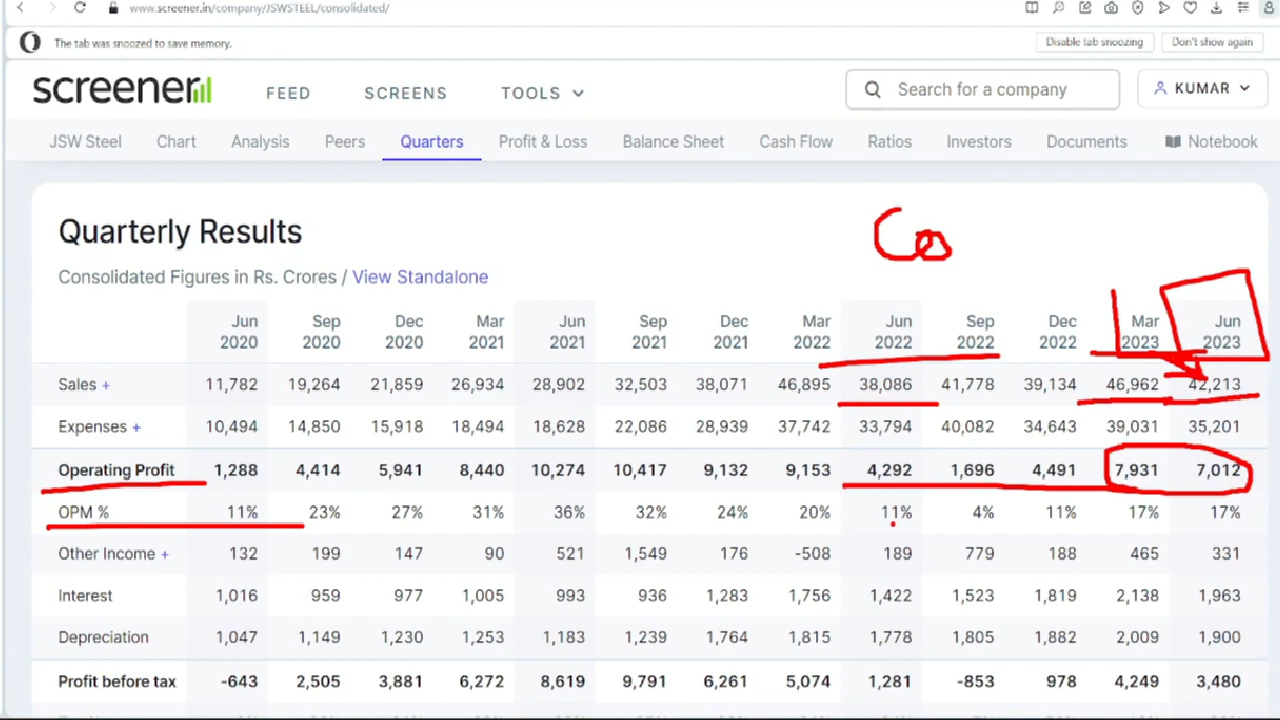 www.screener.in/company/JSWSTEEL/consolidated/
The tab was snoozed to save memory. Disable tab snoozing Don't show again
screener FEED SCREENS TOOLS Search for a company KUMAR
JSW Steel Chart Analysis Peers Quarters Profit & Loss Balance Sheet Cash Flow Ratios Investors Documents Notebook
Quarterly Results
Consolidated Figures in Rs. Crores / View Standalone
Jun Sep Dec Mar Jun Sep Dec Mar Jun Sep Dec Mar Jun
2020 2020 2020 2021 2021 2021 2021 2022 2022 2022 2022 2023 2023
Sales + 11,782 19,264 21,859 26,934 28,902 32,503 38,071 46,895 38,086 41,778 39,134 46,962 42,213
Expenses + 10,494 14,850 15,918 18,494 18,628 22,086 28,939 37,742 33,794 40,082 34,643 39,031 35,201
Operating Profit 1,288 4,414 5,941 8,440 10,274 10,417 9,132 9,153 4,292 1,696 4,491 7,931 7,012
OPM % 11% 23% 27% 31% 36% 32% 24% 20% 11% 4% 11% 17% 17%
Other Income + 132 199 147 90 521 1,549 176 -508 189 779 188 465 331
Interest 1,016 959 977 1,005 993 936 1,283 1,756 1,422 1,523 1,819 2,138 1,963
Depreciation 1,047 1,149 1,230 1,253 1,183 1,239 1,764 1,815 1,778 1,805 1,882 2,009 1,900
Profit before tax -643 2,505 3,881 6,272 8,619 9,791 6,261 5,074 1,281 -853 978 4,249 3,480